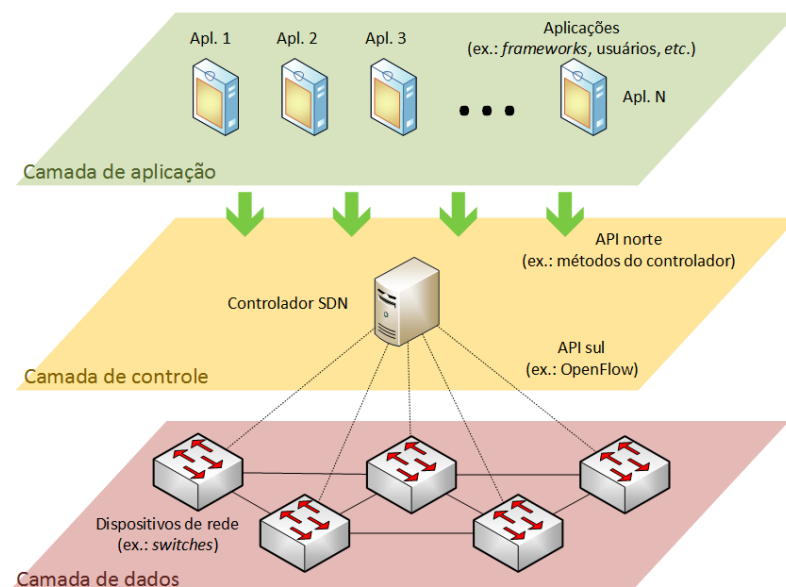 Apl. 1
Apl. 2
Apl. 3
Aplicações
(ex.: frameworks, usuários, etc.)
Apl. N
Camada de aplicação
API norte
(ex.: métodos do controlador)
Controlador SDN
API sul
(ex.: OpenFlow)
Camada de controle
Dispositivos de rede
(ex.: switches)
Camada de dados